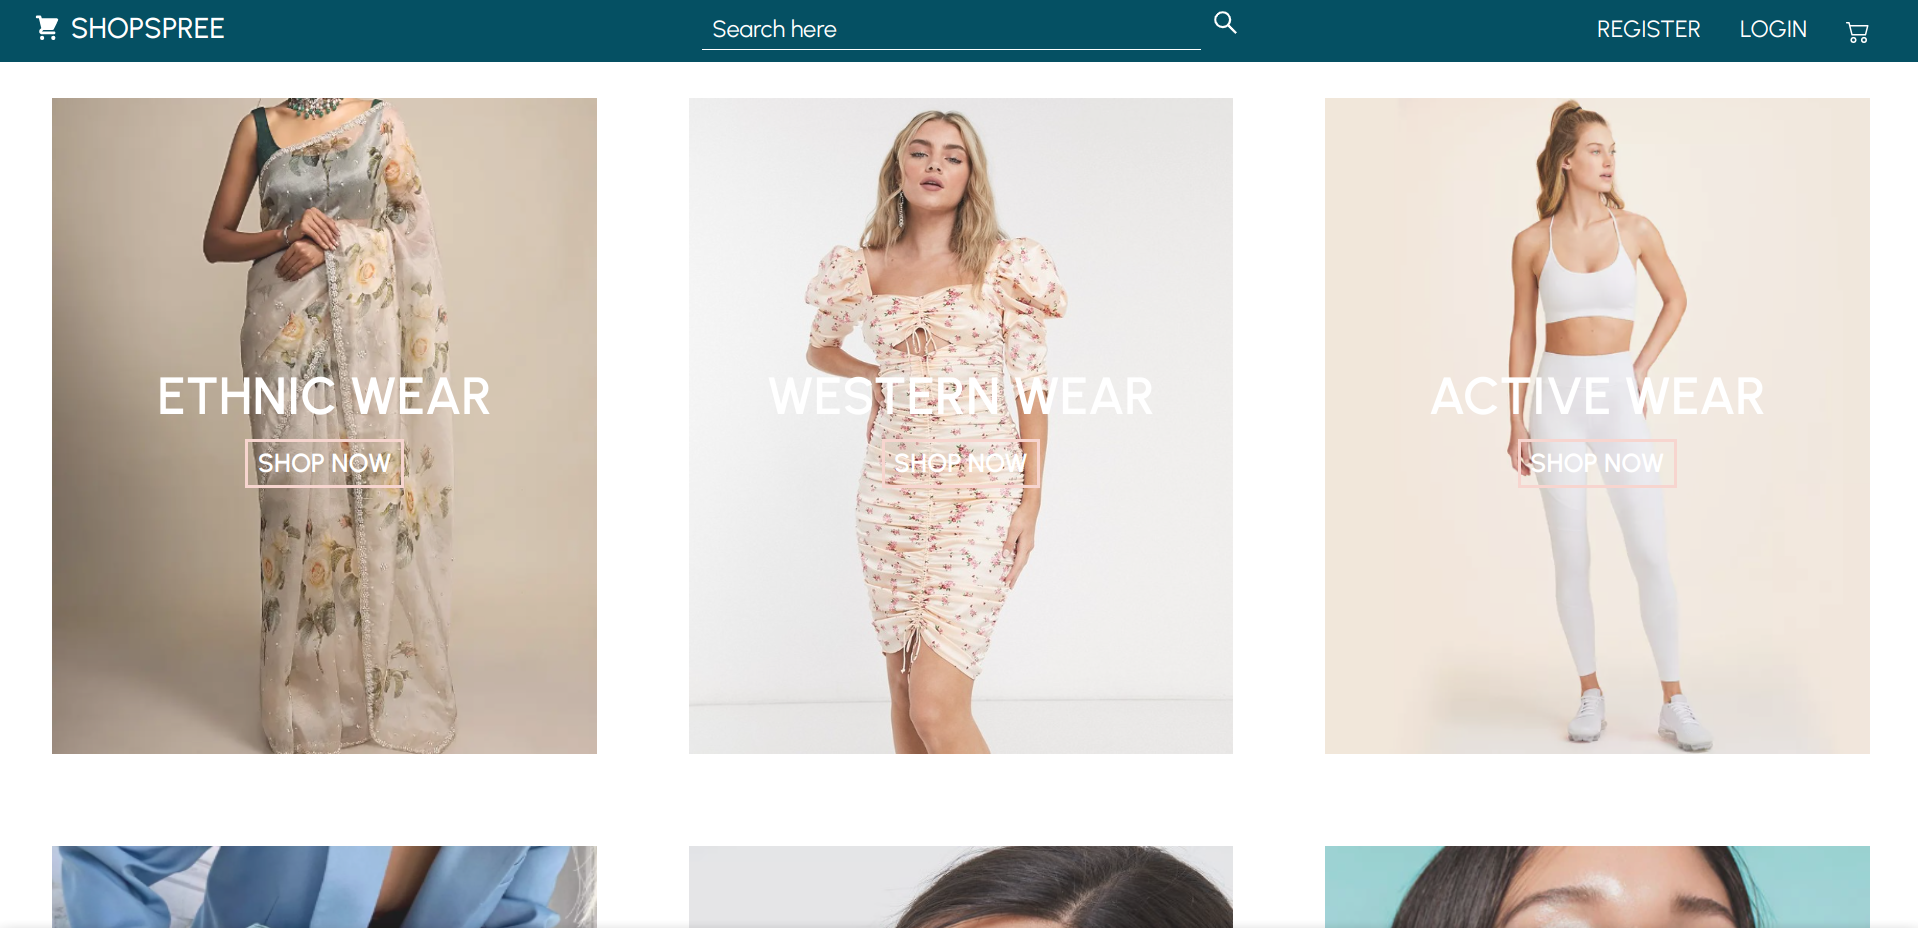 SHOPSPREE
Search here
REGISTER
LOGIN
ETHNIC WEAR
SHOP NOW
WESTERN WEAR
SHOP NOW
ACTIVE WEAR
SHOP NOW